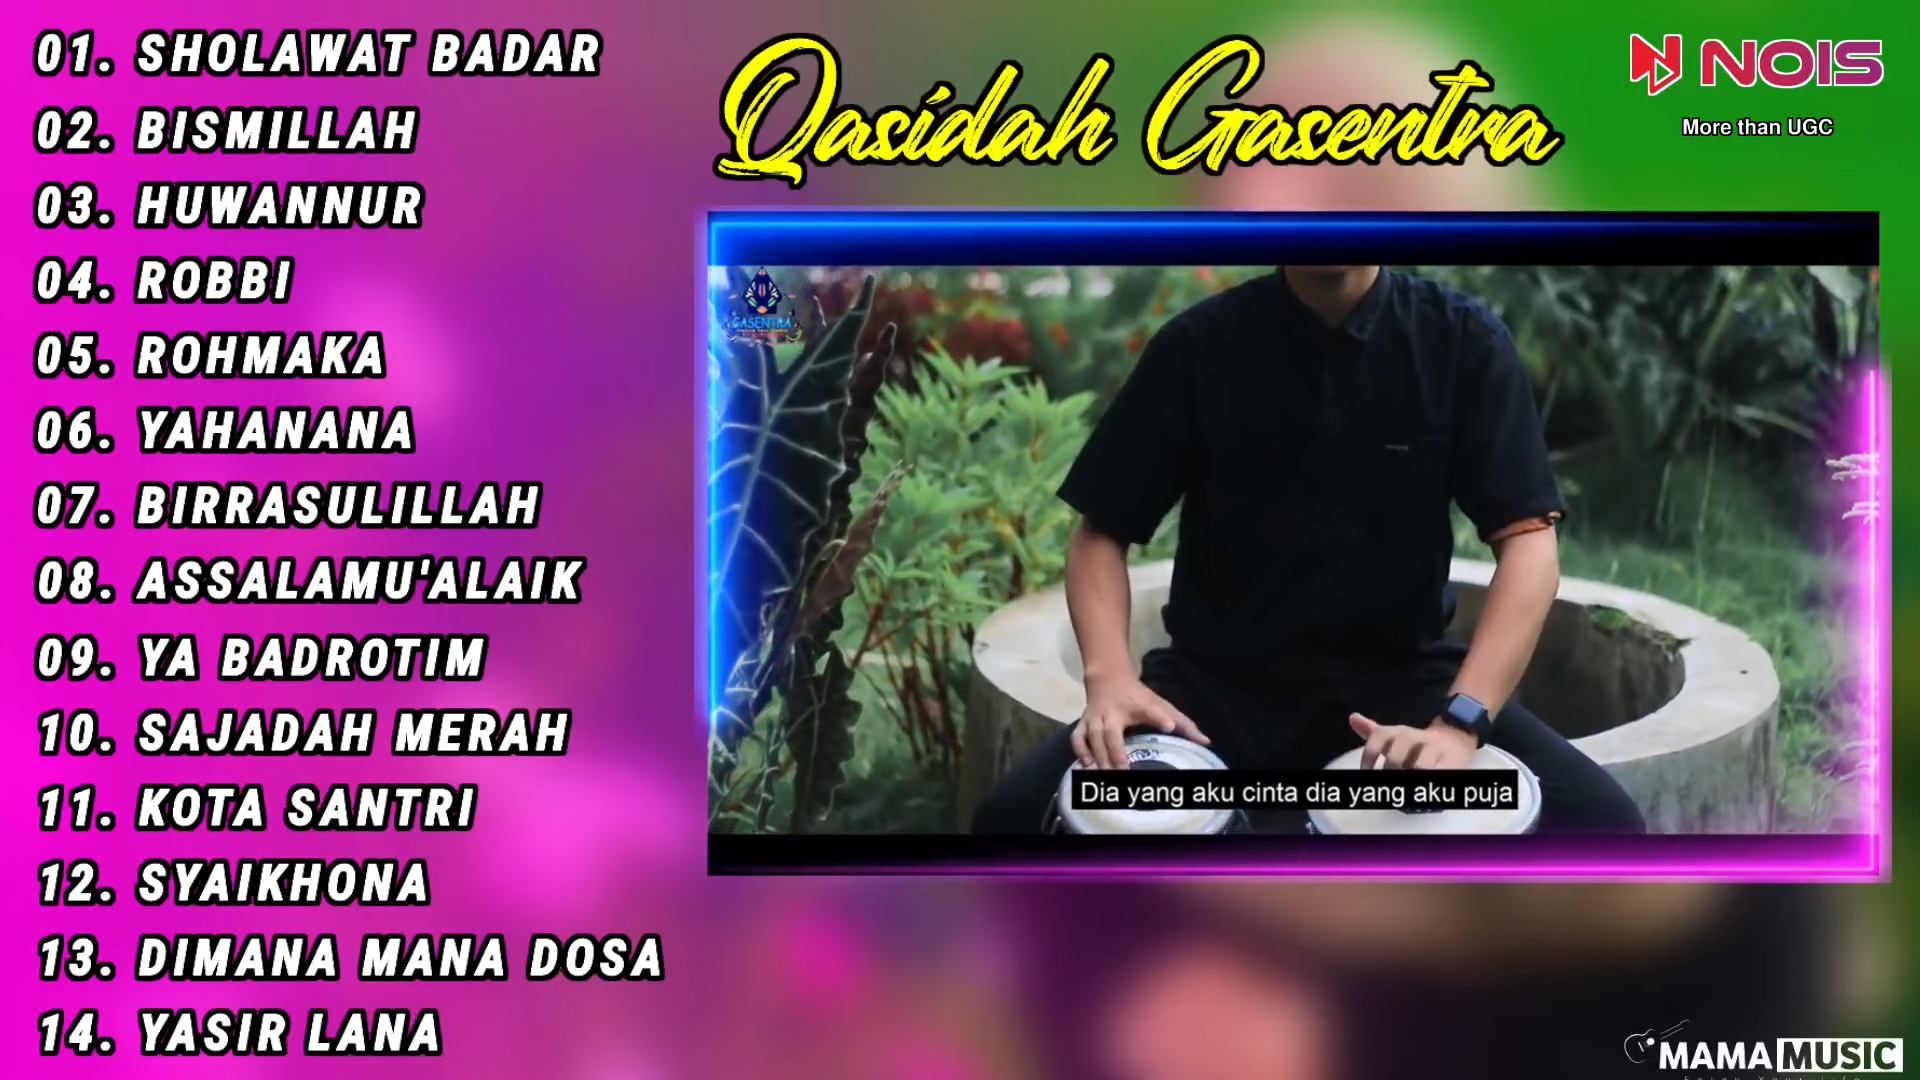 01. SHOLAWAT BADAR
02. BISMILLAH
03. HUWANNUR
04. ROBBI
05. ROHMAKA
06. YAHANANA
07. BIRRASULILLAH
08. ASSALAMU'ALAIK
09. YA BADROTIM
10. SAJADAH MERAH
11. KOTA SANTRI
12. SYAIKHONA
13. DIMANA MANA DOSA
14. YASIR LANA
Qasidah Gasentra
NOIS
More than UGC
GASENTRA
Dia yang aku cinta dia yang aku puja
MAMA MUSIC